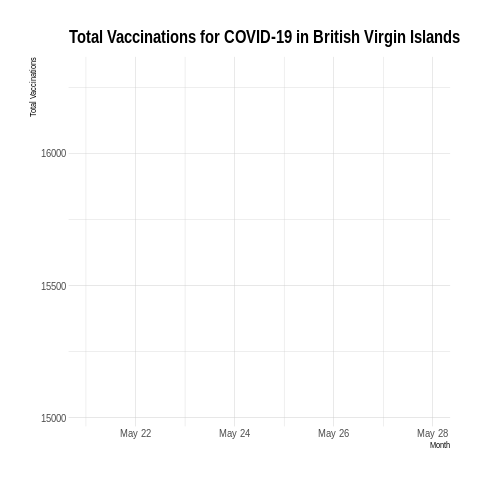 Total Vaccinations for COVID-19 in British Virgin Islands
Total Vaccinations
16000
15500
15000
May 22 May 24 May 26 May 28
Month